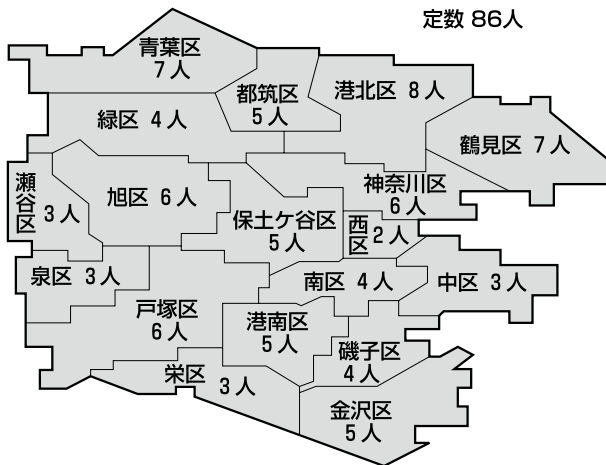 定数 86人
青葉区
7人
都筑区
5人
港北区 8人
緑区 4人
鶴見区 7人
瀬谷区
3人
旭区 6人
神奈川区
6人
保土ケ谷区
5人
西区
2人
泉区 3人
南区 4人
中区 3人
戸塚区
6人
港南区
5人
磯子区
4人
栄区
3人
金沢区
5人